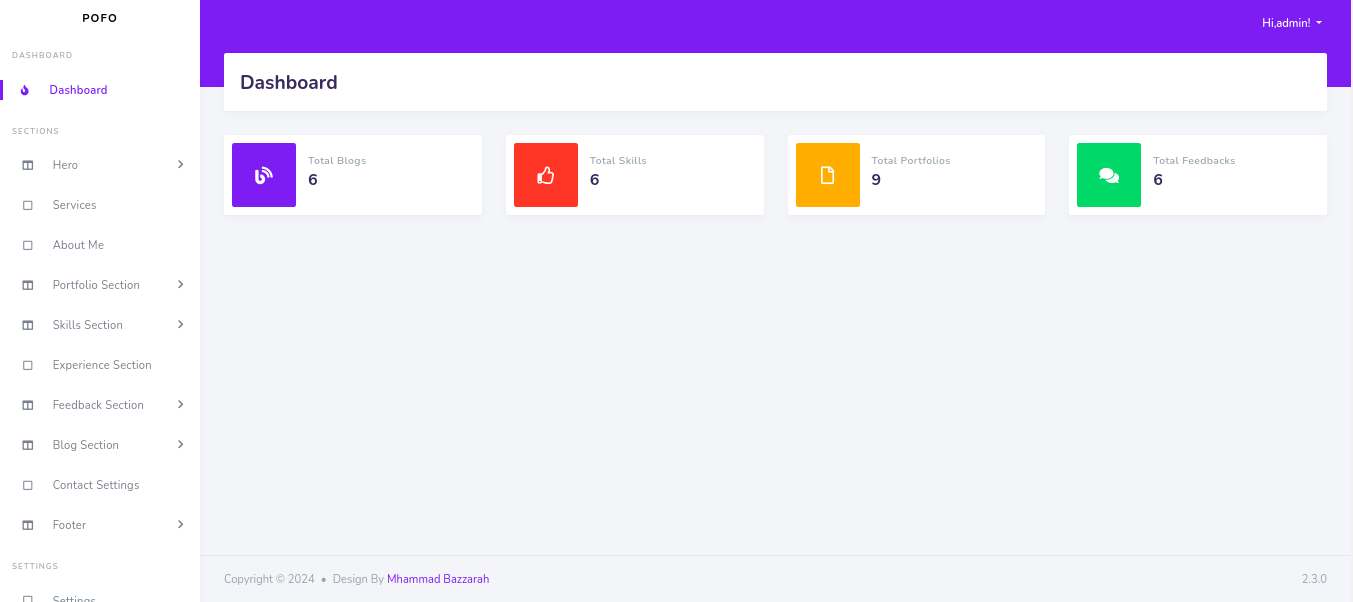 POFO
DASHBOARD
Dashboard
SECTIONS
Hero
Services
About Me
Portfolio Section
Skills Section
Experience Section
Feedback Section
Blog Section
Contact Settings
Footer
SETTINGS
Settings
Hi,admin!
Dashboard
Total Blogs
6
Total Skills
6
Total Portfolios
9
Total Feedbacks
6
Copyright © 2024 • Design By Mhammad Bazzarah
2.3.0